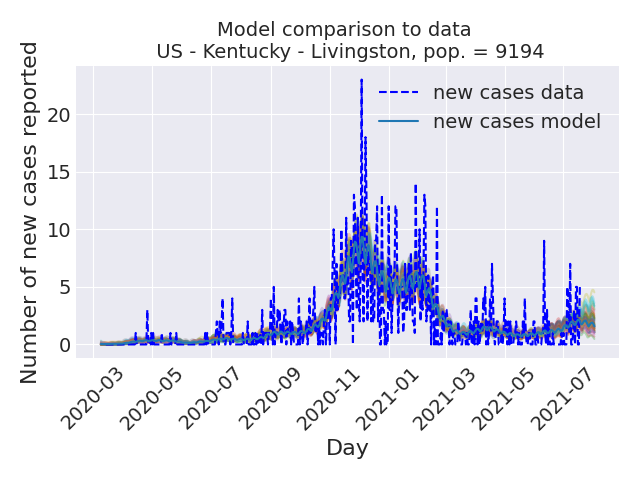 Model comparison to data
US - Kentucky - Livingston, pop. = 9194
Number of new cases reported
20
15
10
5
0
new cases data
new cases model
2020-03
2020-05
2020-07
2020-09
2020-11
2021-01
2021-03
2021-05
2021-07
Day